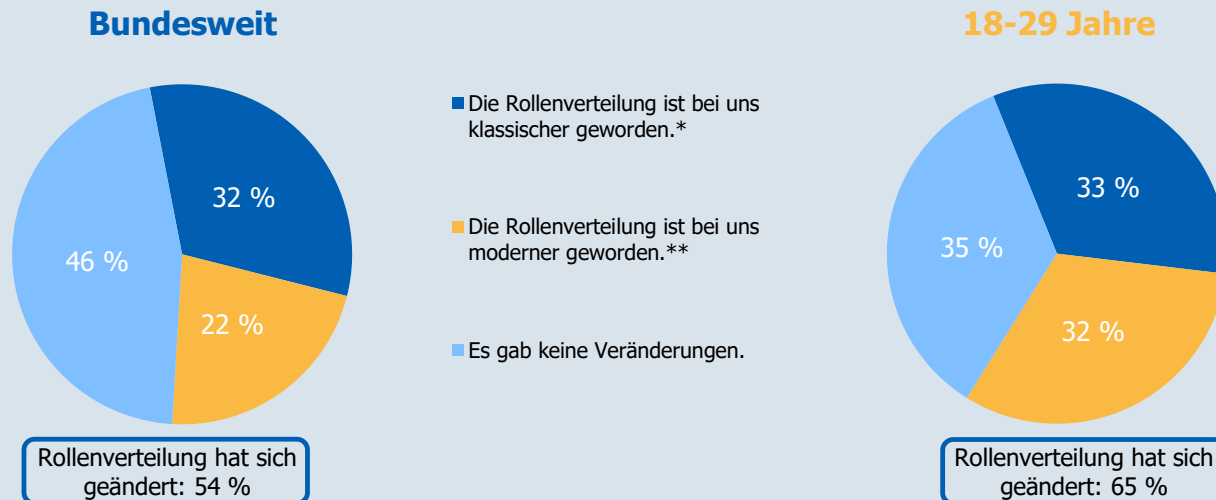 Bundesweit
32 %
46 %
22 %
Rollenverteilung hat sich
geändert: 54 %
Die Rollenverteilung ist bei uns
klassischer geworden.*
Die Rollenverteilung ist bei uns
moderner geworden.**
Es gab keine Veränderungen.
18-29 Jahre
33 %
35 %
32 %
Rollenverteilung hat sich
geändert: 65 %